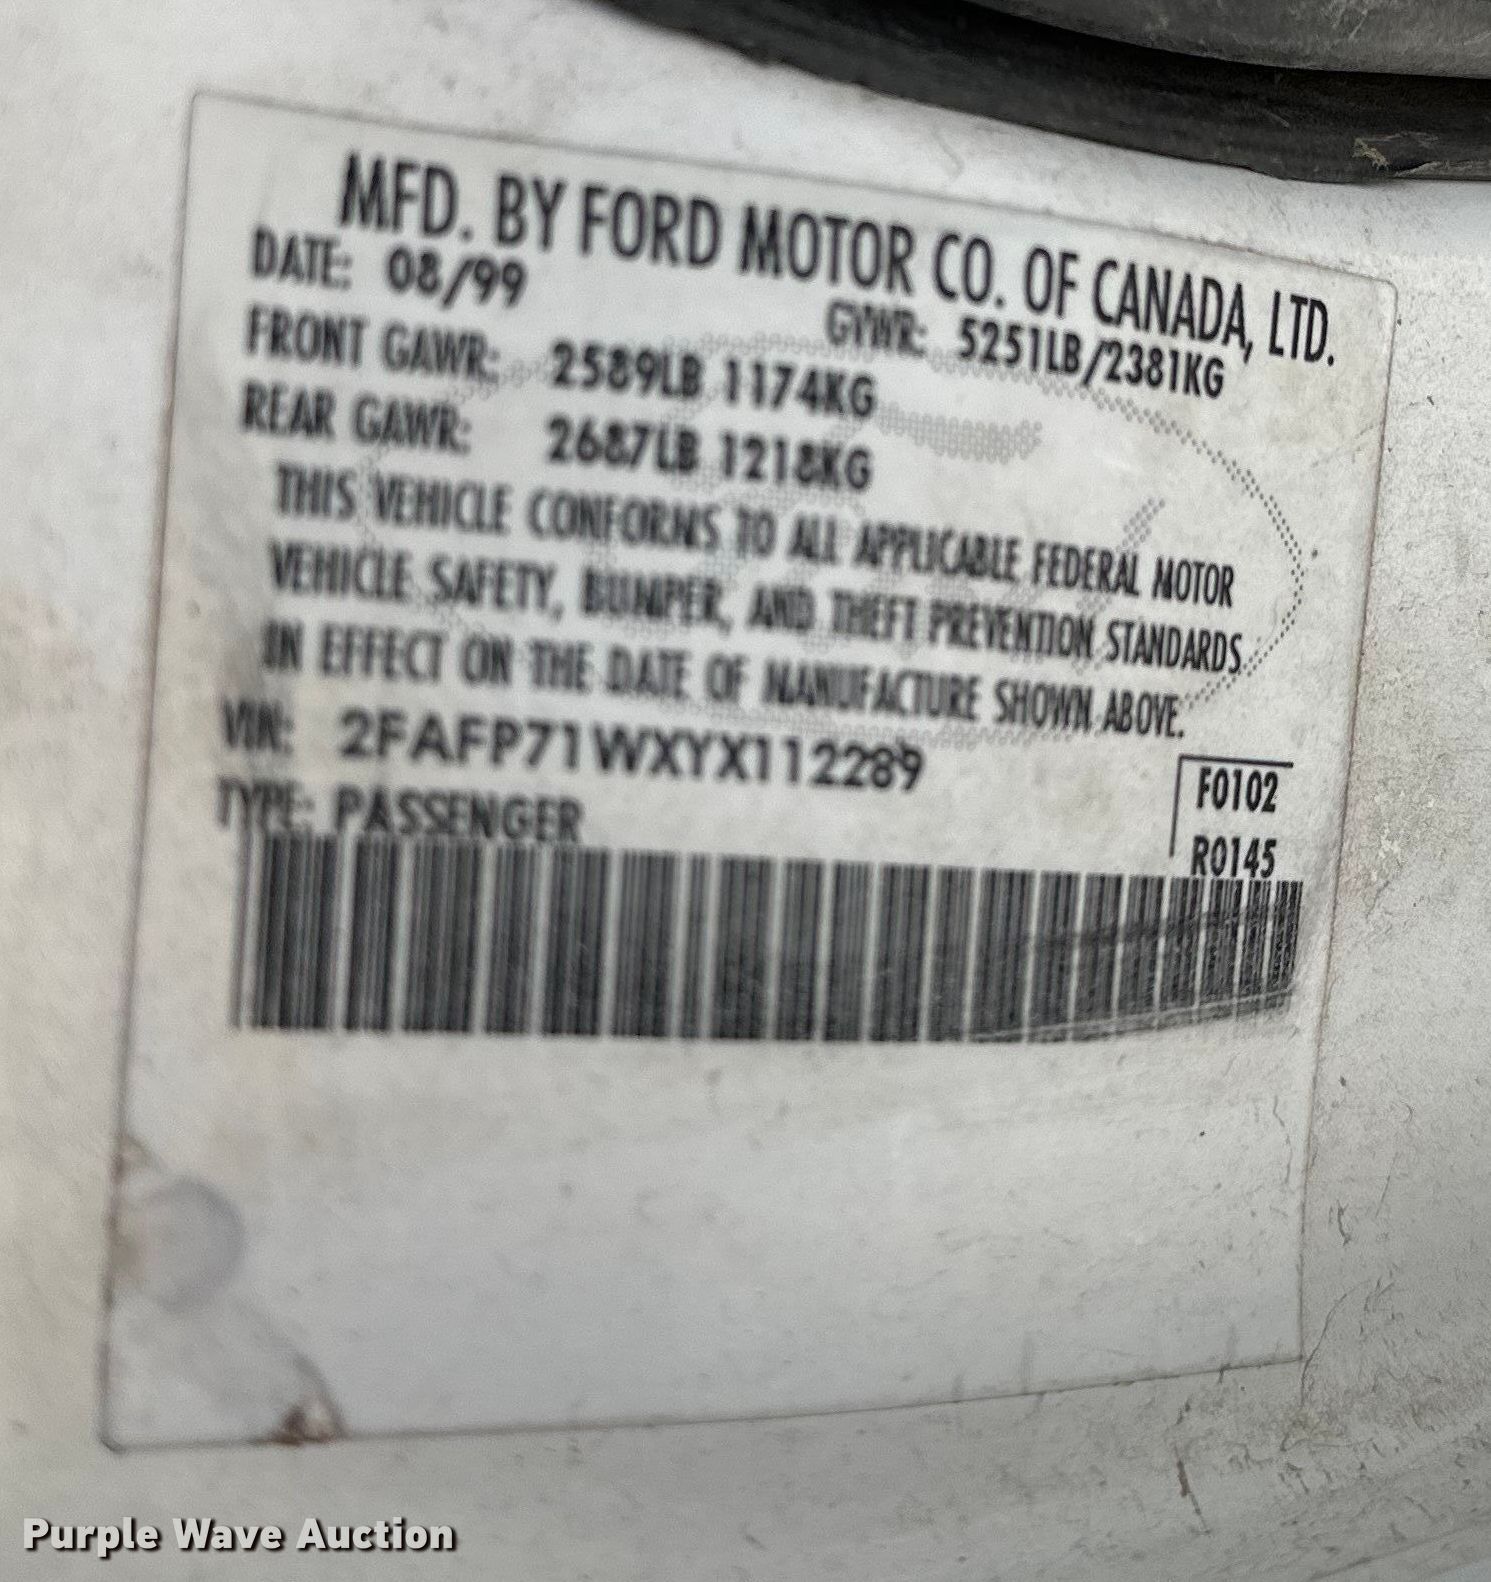 MFD. BY FORD MOTOR CO. OF CANADA, LTD.
DATE: 08/99
GVWR: 5251LB/2381KG
FRONT GAWR: 2589LB 1174KG
REAR GAWR: 2687LB 1218KG
THIS VEHICLE CONFORMS TO ALL APPLICABLE FEDERAL MOTOR
VEHICLE SAFETY, BUMPER, AND THEFT PREVENTION STANDARDS
IN EFFECT ON THE DATE OF MANUFACTURE SHOWN ABOVE.
VIN: 2FAFP71WXYX112289
TYPE: PASSENGER
F0102
R0145
Purple Wave Auction